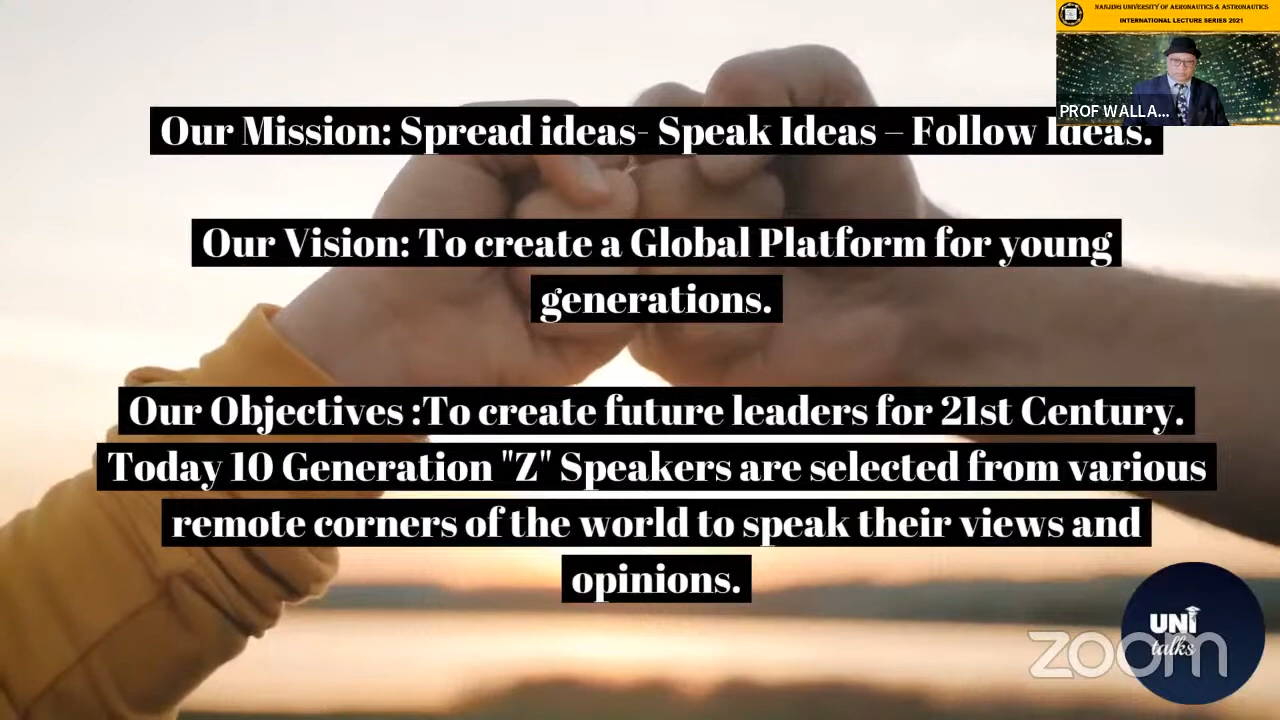 NANJING UNIVERSITY OF AERONAUTICS & ASTRONAUTICS
INTERNATIONAL LECTURE SERIES 2021
PROF WALLA...
Our Mission: Spread ideas- Speak Ideas – Follow Ideas.
Our Vision: To create a Global Platform for young
generations.
Our Objectives :To create future leaders for 21st Century.
Today 10 Generation "Z" Speakers are selected from various
remote corners of the world to speak their views and
opinions.
UNi
talks
zoom